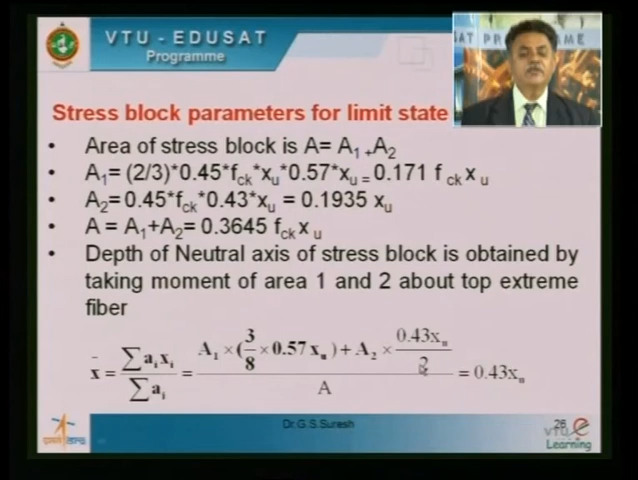 VTU - EDUSAT
Programme
Stress block parameters for limit state
• Area of stress block is A= A1 +A2
• A1= (2/3)*0.45*fck*xu*0.57*xu = 0.171 f ck x u
• A2=0.45*fck*0.43*xu = 0.1935 xu
• A = A1+A2= 0.3645 fck x u
• Depth of Neutral axis of stress block is obtained by
taking moment of area 1 and 2 about top extreme
fiber
x̄ = ∑aixi / ∑ai = (A1 ×(3/8 ×0.57 xu) + A2 × 0.43xu/2) / A = 0.43xu
Dr.G.S.Suresh
26
VTU e
Learning